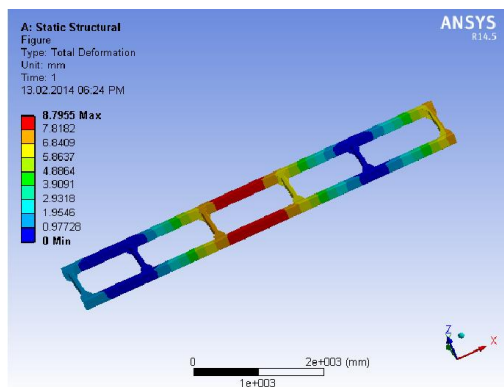 A: Static Structural
Figure
Type: Total Deformation
Unit: mm
Time: 1
13.02.2014 06:24 PM
8.7955 Max
7.8182
6.8409
5.8637
4.8864
3.9091
2.9318
1.9546
0.97728
0 Min
ANSYS
R14.5
Z
X
0
2e+003 (mm)
1e+003